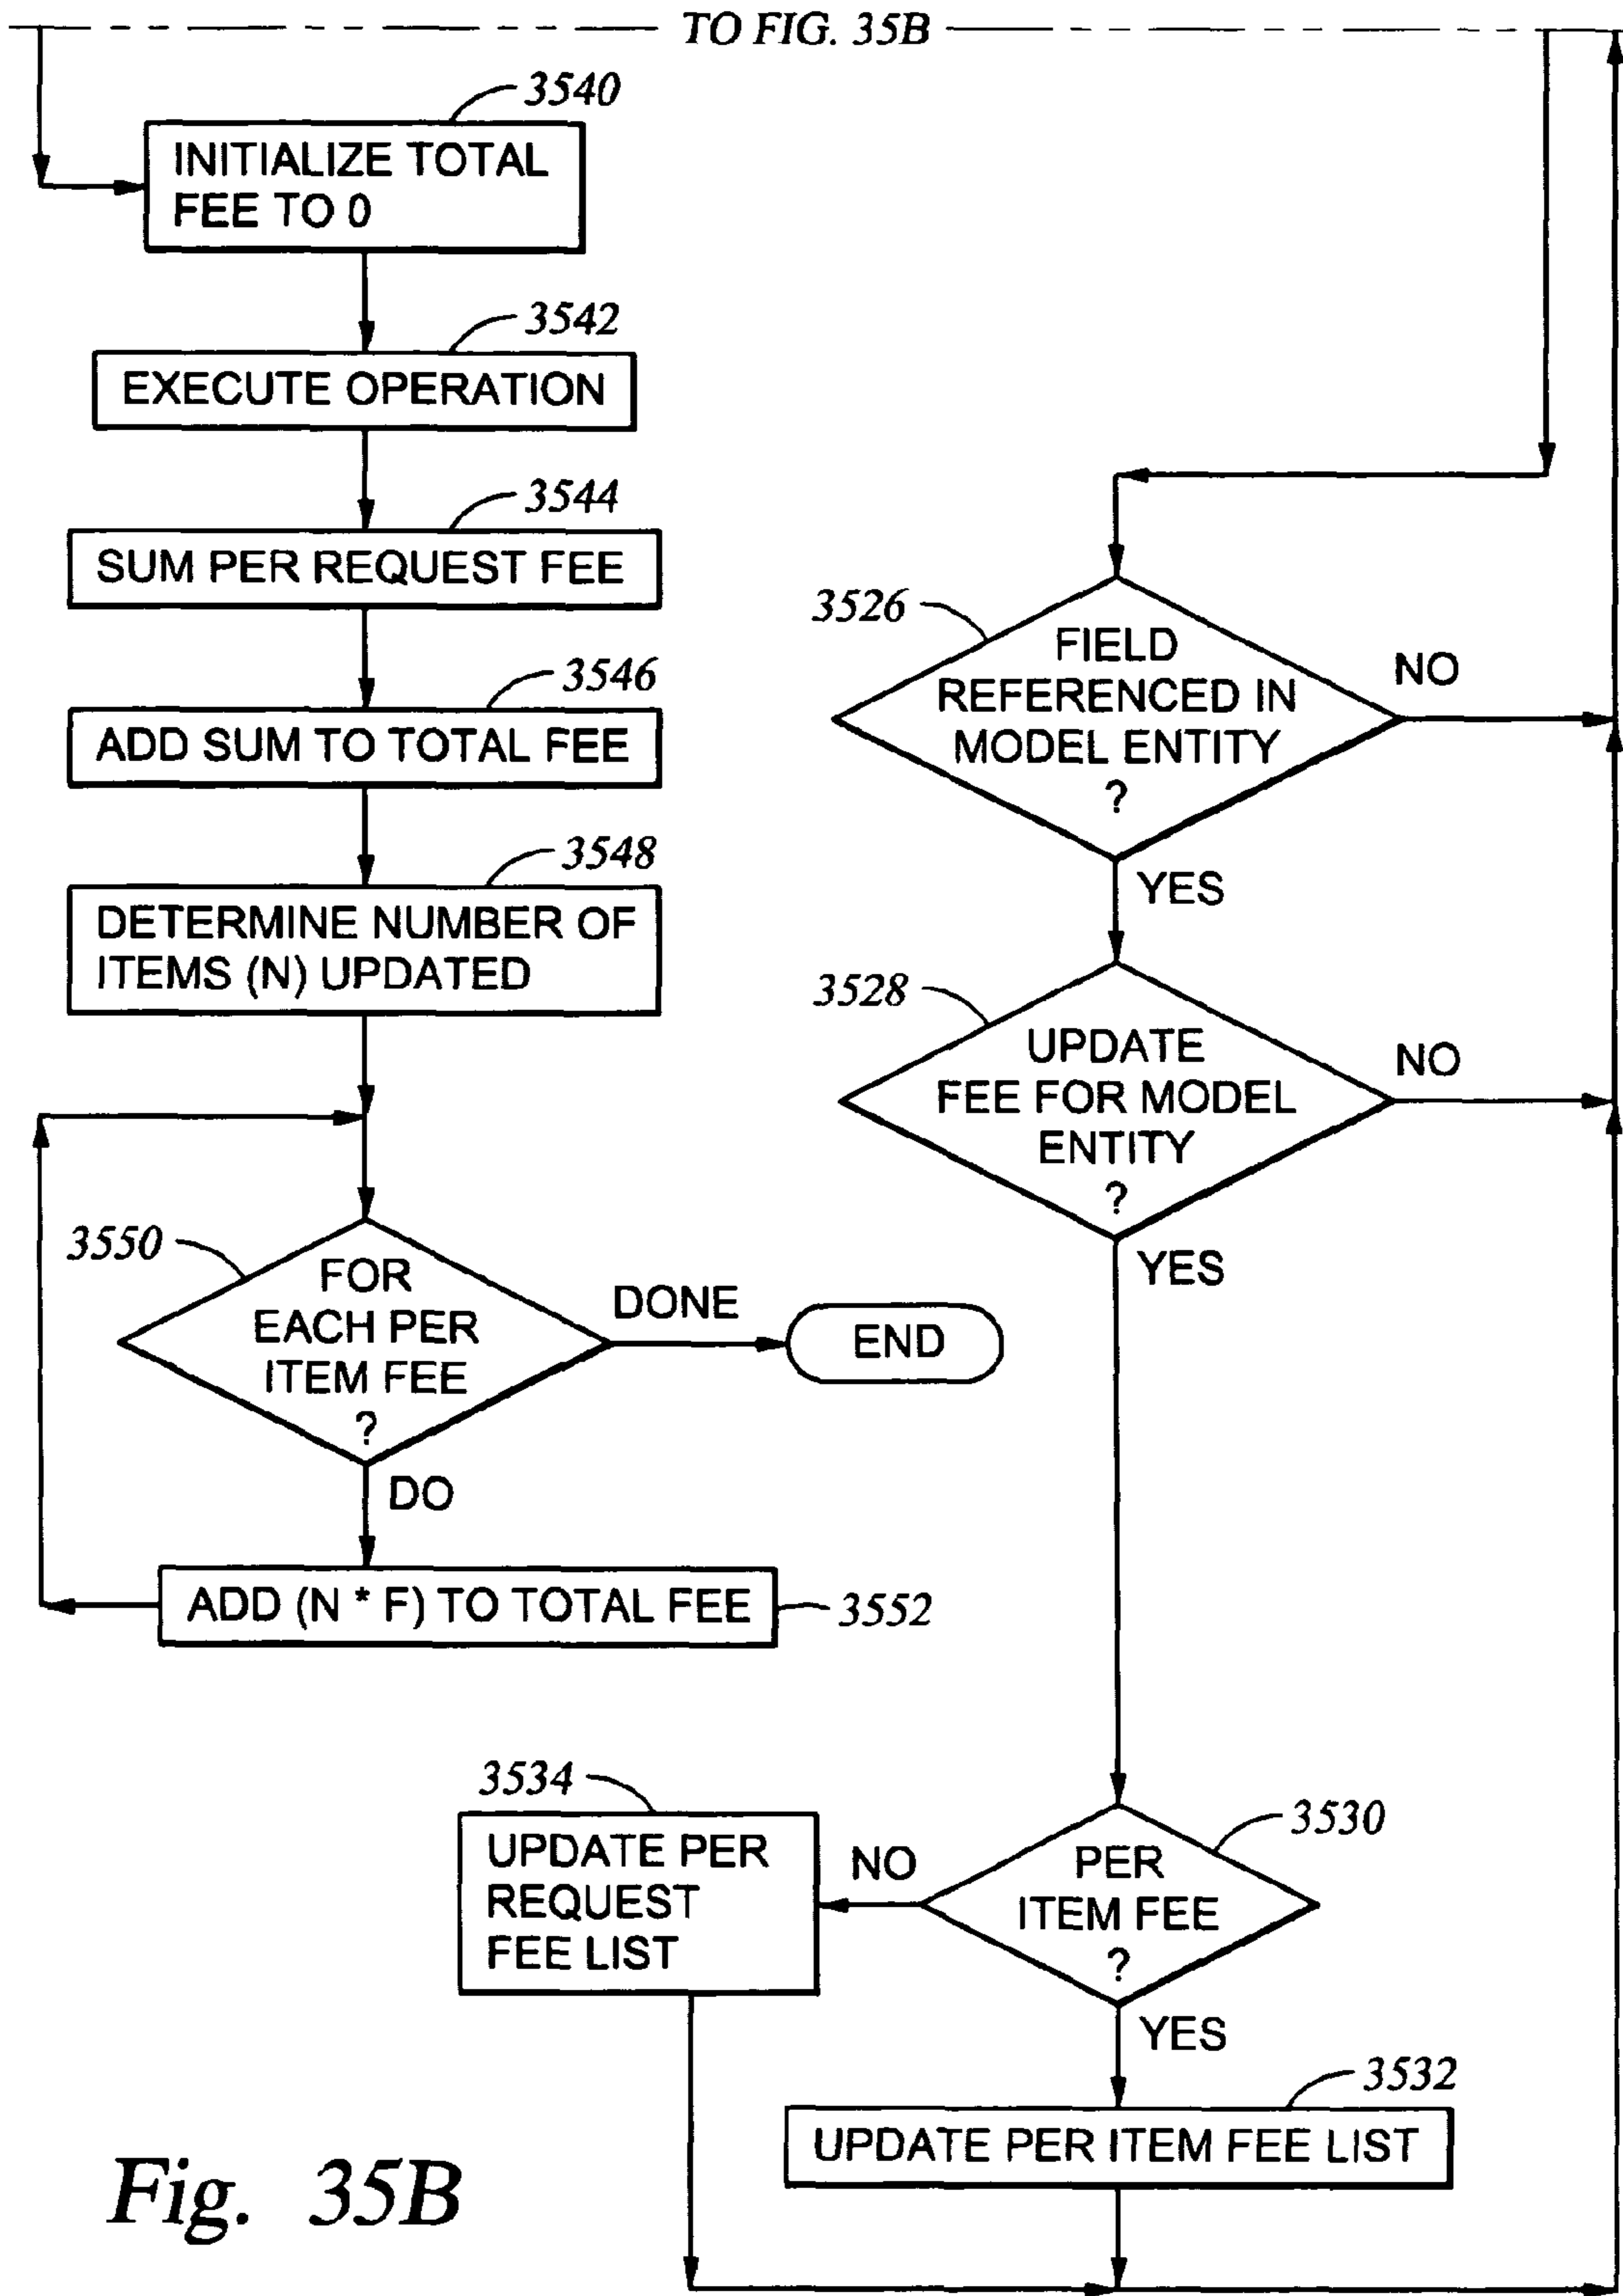 TO FIG. 35B
3540
INITIALIZE TOTAL
FEE TO 0
3542
EXECUTE OPERATION
3544
SUM PER REQUEST FEE
3546
ADD SUM TO TOTAL FEE
3548
DETERMINE NUMBER OF
ITEMS (N) UPDATED
3550
FOR
EACH PER
ITEM FEE
?
DONE
END
DO
ADD (N * F) TO TOTAL FEE
3552
3526
FIELD
REFERENCED IN
MODEL ENTITY
?
NO
YES
3528
UPDATE
FEE FOR MODEL
ENTITY
?
NO
YES
3530
PER
ITEM FEE
?
NO
3534
UPDATE PER
REQUEST
FEE LIST
YES
3532
UPDATE PER ITEM FEE LIST
Fig. 35B